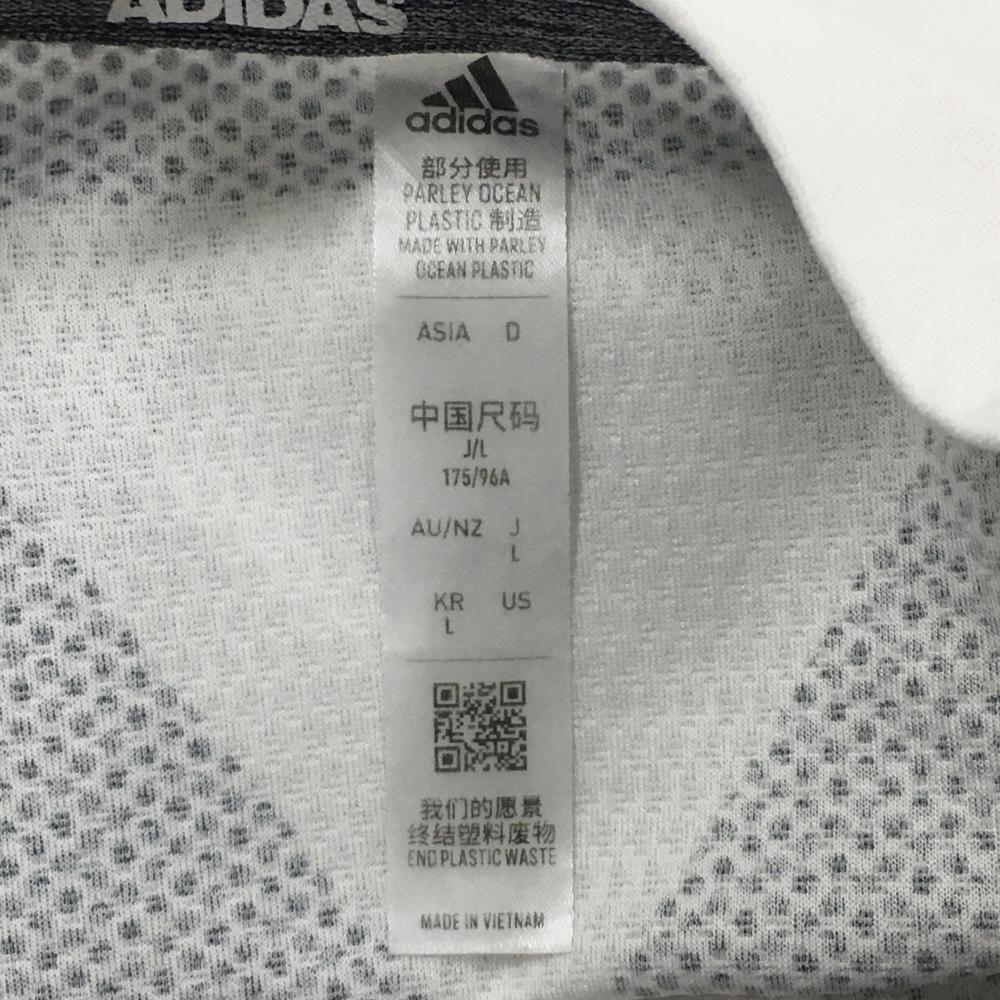 ADIDAS
adidas
部分使用
PARLEY OCEAN
PLASTIC 制造
MADE WITH PARLEY
OCEAN PLASTIC
ASIA D
中国尺码
J/L
175/96A
AU/NZ J
L
KR US
L
我们的愿景
终结塑料废物
END PLASTIC WASTE
MADE IN VIETNAM